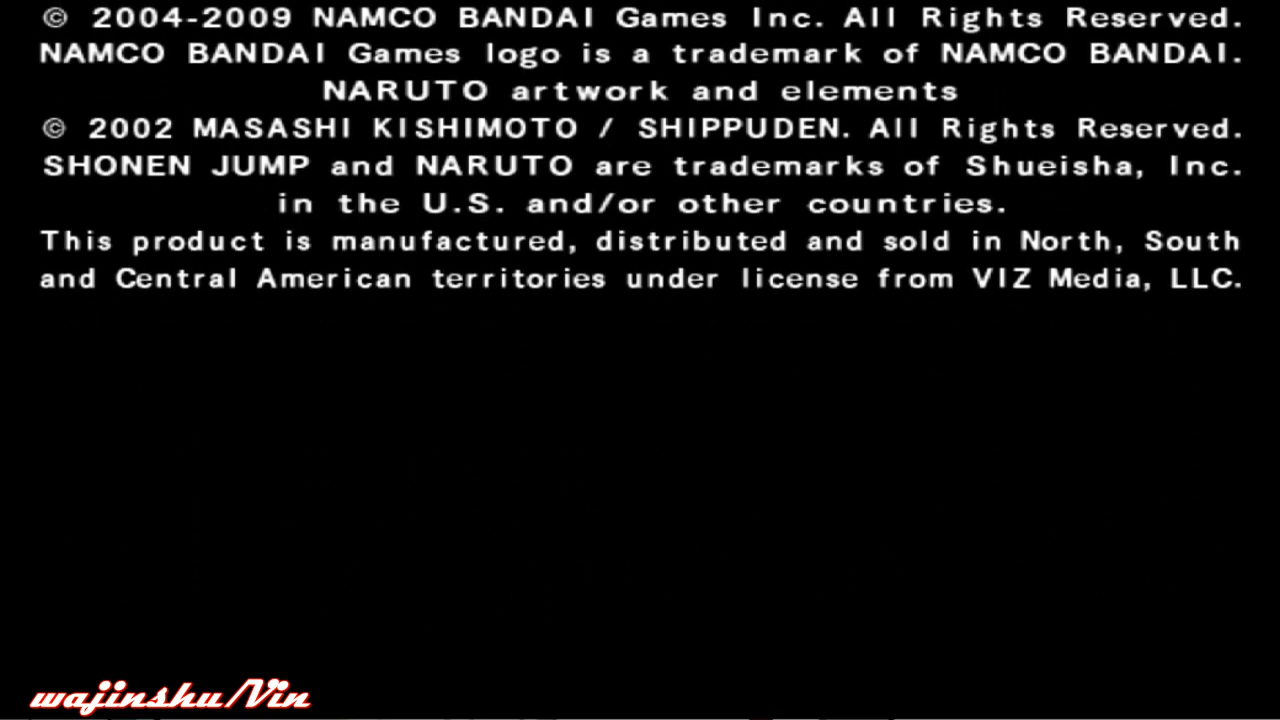 © 2004-2009 NAMCO BANDAI Games Inc. All Rights Reserved.
NAMCO BANDAI Games logo is a trademark of NAMCO BANDAI.
NARUTO artwork and elements
© 2002 MASASHI KISHIMOTO / SHIPPUDEN. All Rights Reserved.
SHONEN JUMP and NARUTO are trademarks of Shueisha, Inc.
in the U.S. and/or other countries.
This product is manufactured, distributed and sold in North, South
and Central American territories under license from VIZ Media, LLC.
wajinshu/Vin